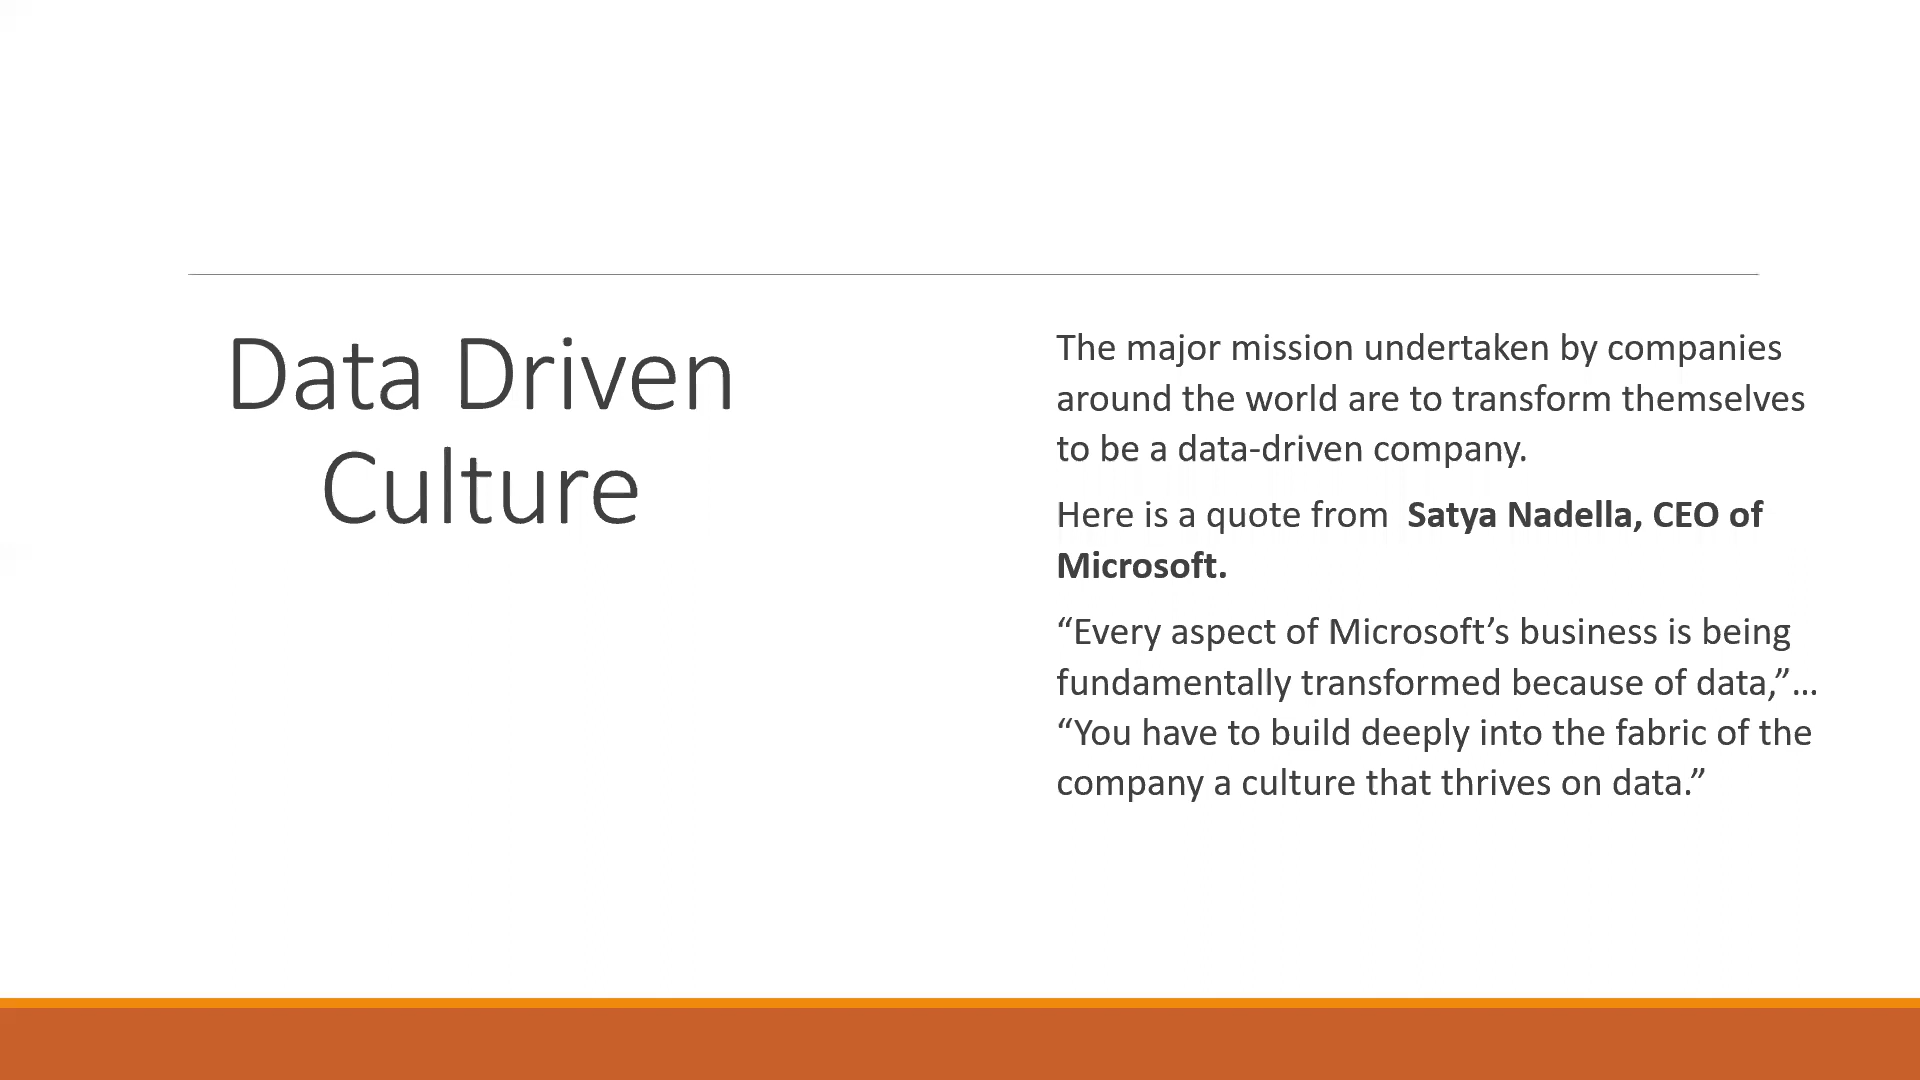 Data Driven
Culture
The major mission undertaken by companies
around the world are to transform themselves
to be a data-driven company.
Here is a quote from  Satya Nadella, CEO of
Microsoft.
“Every aspect of Microsoft’s business is being
fundamentally transformed because of data,”…
“You have to build deeply into the fabric of the
company a culture that thrives on data.”